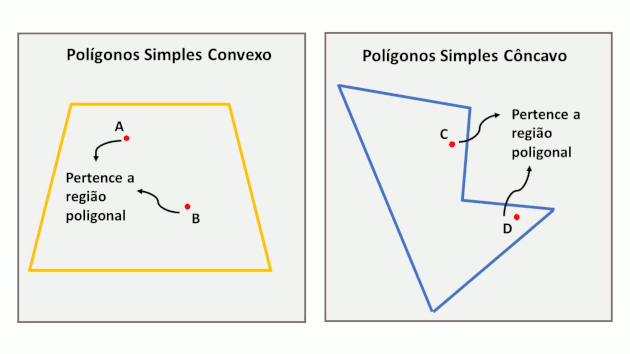 Polígonos Simples Convexo
A
Pertence a
região
poligonal
B
Polígonos Simples Côncavo
C
Pertence a
região
poligonal
D